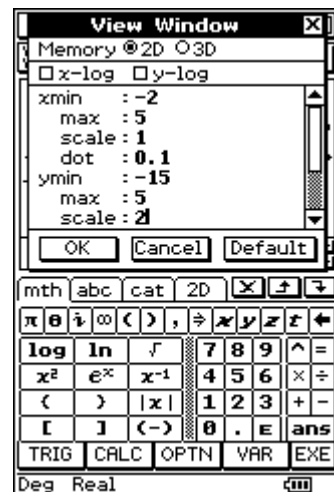 View Window
Memory 2D 3D
x-log y-log
xmin :-2
max :5
scale:1
dot :0.1
ymin :-15
max :5
scale:2
OK Cancel Default
mth abc cat 2D
π θ i ∞ ( ) , ⇒ x y z t ←
log ln √ 7 8 9 ^ =
x² eˣ x⁻¹ 4 5 6 × ÷
( ) |x| 1 2 3 + -
[ ] (-) 0 . E ans
TRIG CALC OPTN VAR EXE
Deg Real